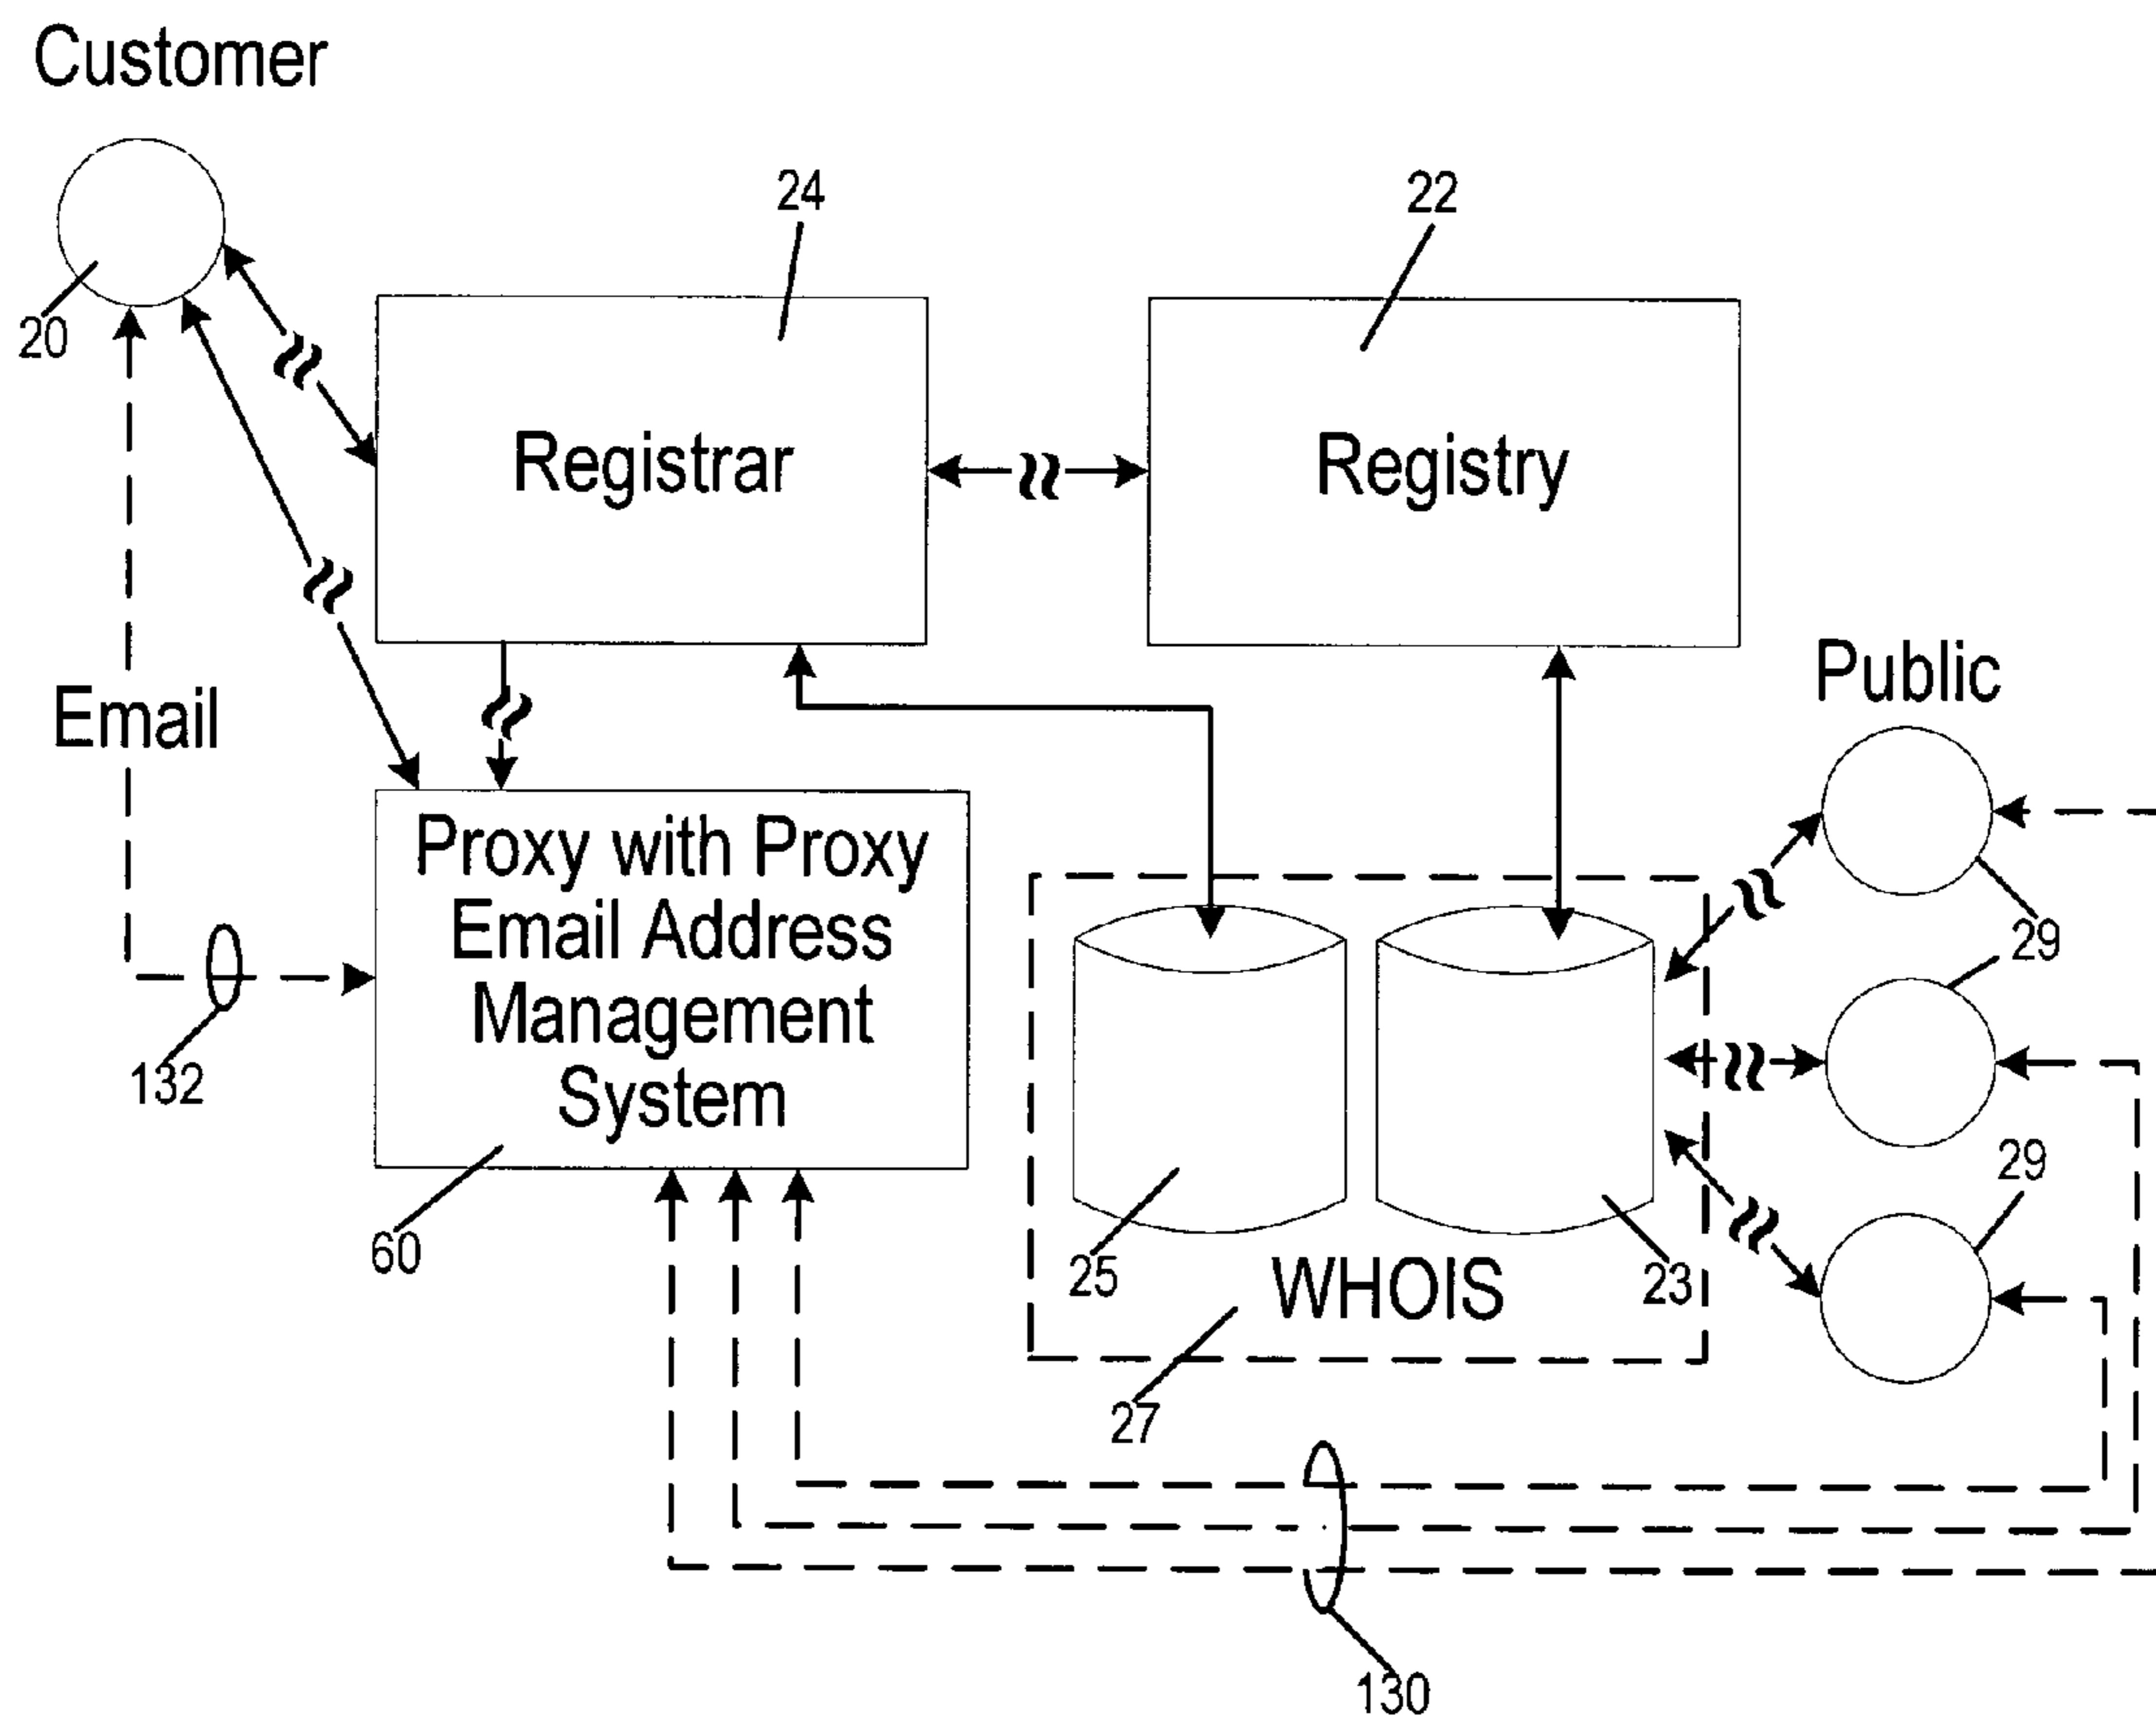 Customer
24
22
20
Registrar
Registry
Public
Email
Proxy with Proxy
Email Address
Management
System
29
132
29
60
25
WHOIS
23
27
130